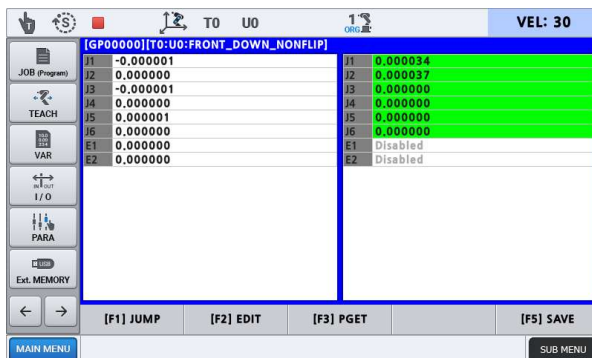 T0 U0 ORG VEL: 30
JOB (Program)
TEACH
VAR
IN OUT
I/O
PARA
USB
Ext. MEMORY
[GP00000][T0:U0:FRONT_DOWN_NONFLIP]
J1 -0.000001
J2 0.000000
J3 -0.000001
J4 0.000000
J5 0.000001
J6 0.000000
E1 0.000000
E2 0.000000
J1 0.000034
J2 0.000037
J3 0.000000
J4 0.000000
J5 0.000000
J6 0.000000
E1 Disabled
E2 Disabled
[F1] JUMP [F2] EDIT [F3] PGET [F5] SAVE
MAIN MENU SUB MENU